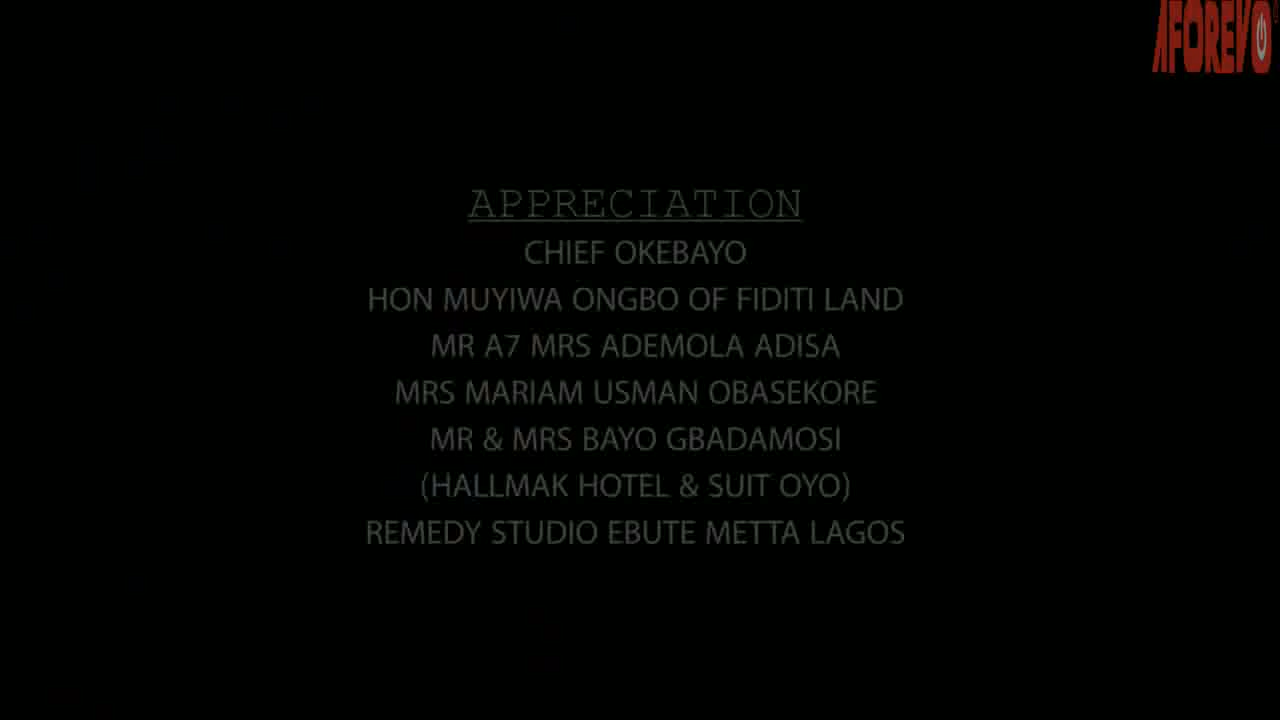 AFOREVO
APPRECIATION
CHIEF OKEBAYO
HON MUYIWA ONGBO OF FIDITI LAND
MR A7 MRS ADEMOLA ADISA
MRS MARIAM USMAN OBASEKORE
MR & MRS BAYO GBADAMOSI
(HALLMAK HOTEL & SUIT OYO)
REMEDY STUDIO EBUTE METTA LAGOS